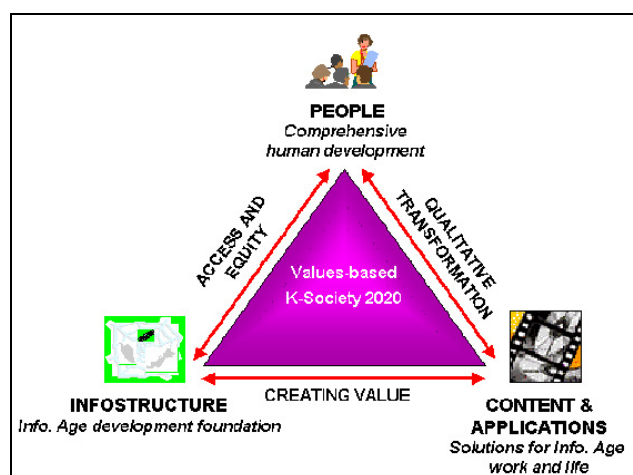 PEOPLE
Comprehensive
human development
ACCESS AND
EQUITY
QUALITATIVE
TRANSFORMATION
Values-based
K-Society 2020
CREATING VALUE
INFOSTRUCTURE
Info. Age development foundation
CONTENT &
APPLICATIONS
Solutions for Info. Age
work and life